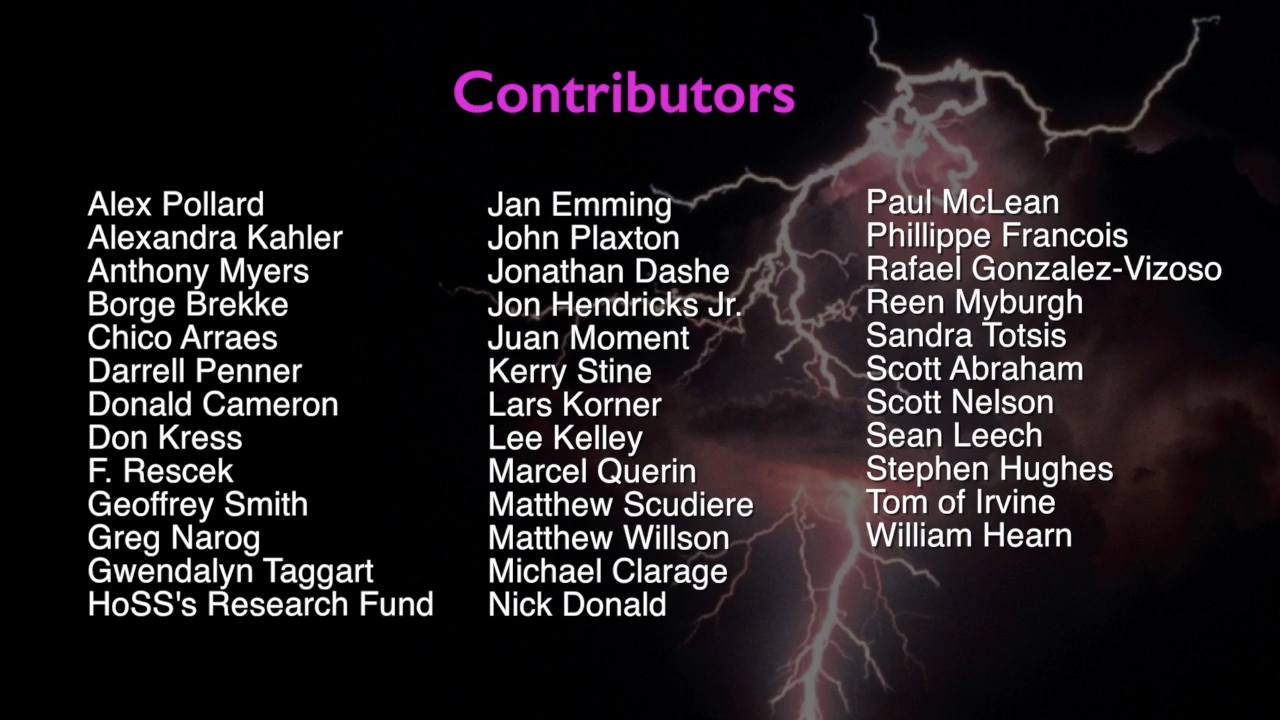 Contributors
Alex Pollard
Alexandra Kahler
Anthony Myers
Borge Brekke
Chico Arraes
Darrell Penner
Donald Cameron
Don Kress
F. Rescek
Geoffrey Smith
Greg Narog
Gwendalyn Taggart
HoSS's Research Fund
Jan Emming
John Plaxton
Jonathan Dashe
Jon Hendricks Jr.
Juan Moment
Kerry Stine
Lars Korner
Lee Kelley
Marcel Querin
Matthew Scudiere
Matthew Willson
Michael Clarage
Nick Donald
Paul McLean
Phillippe Francois
Rafael Gonzalez-Vizoso
Reen Myburgh
Sandra Totsis
Scott Abraham
Scott Nelson
Sean Leech
Stephen Hughes
Tom of Irvine
William Hearn